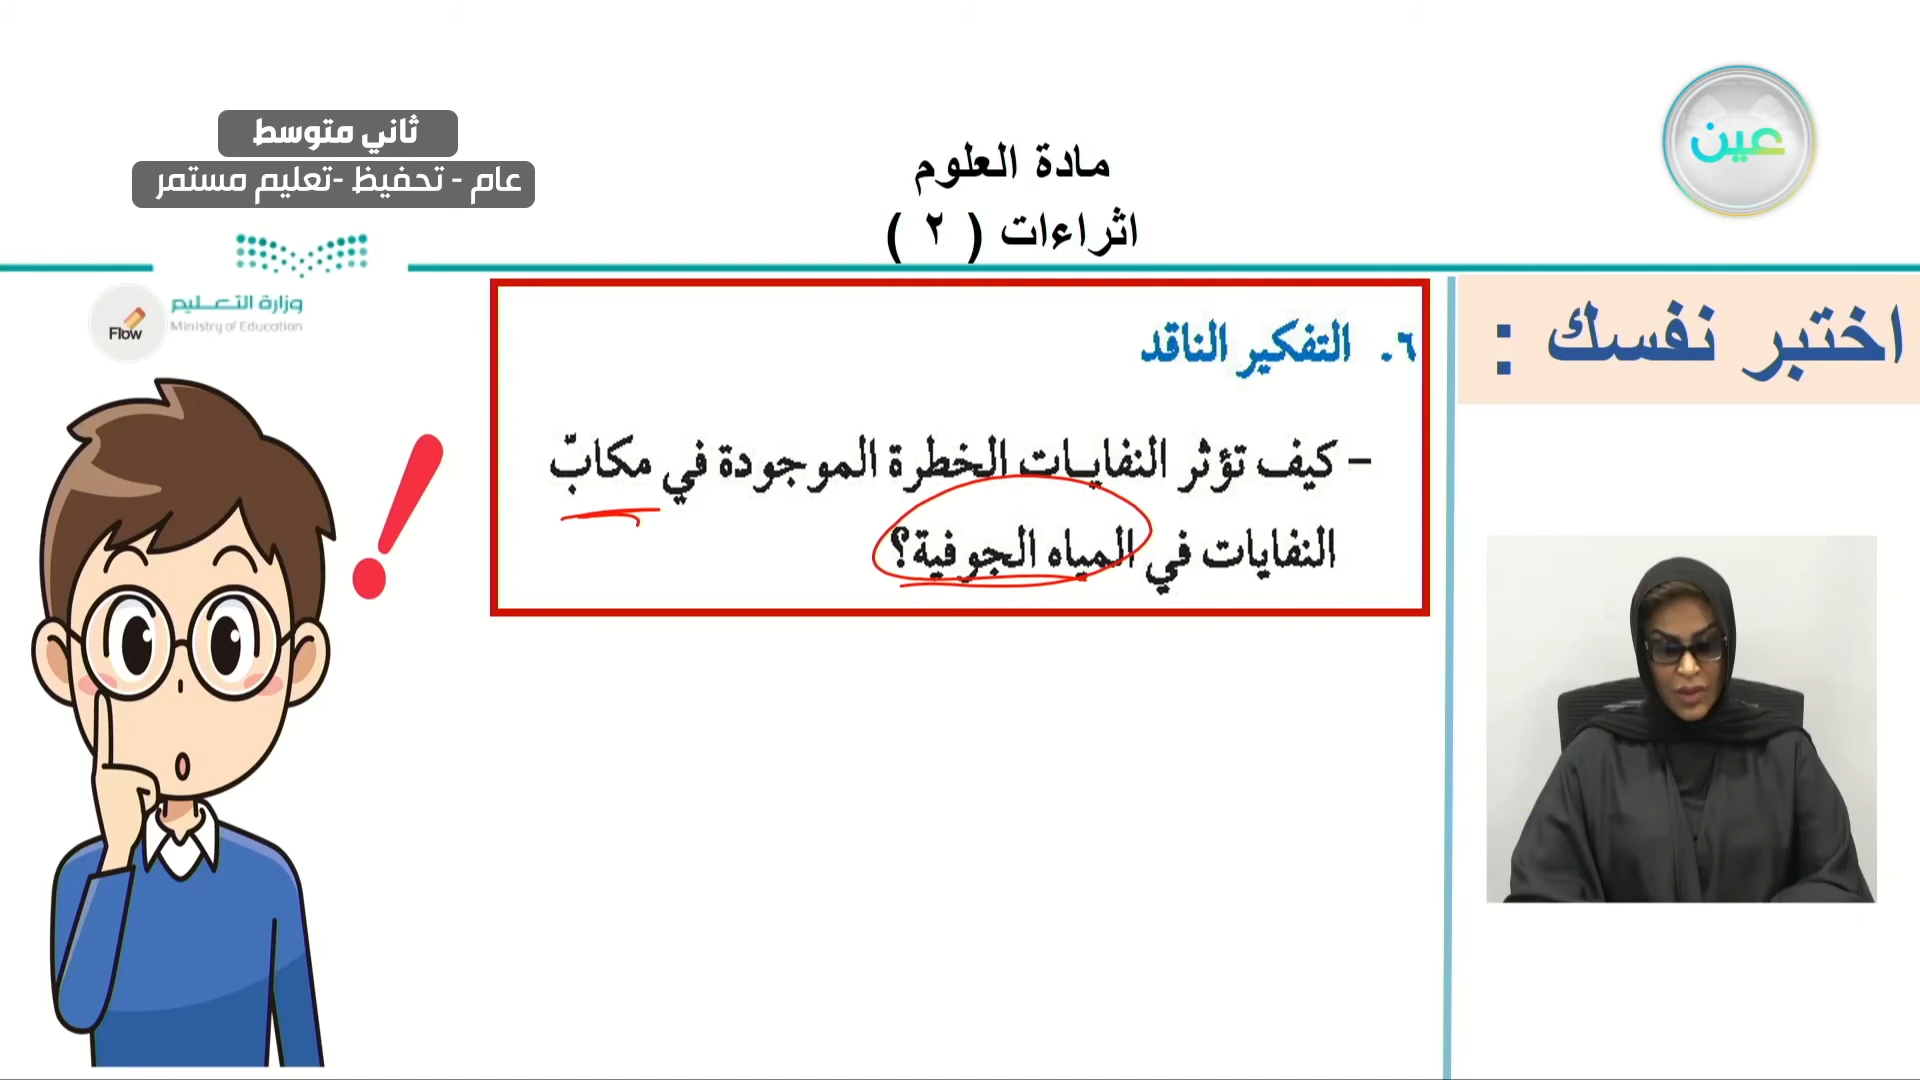 ثاني متوسط
عام - تحفيظ -تعليم مستمر
مادة العلوم
اثراءات ( ٢ )
عين
وزارة التعليم
Ministry of Education
Flow
اختبر نفسك :
٦. التفكير الناقد
– كيف تؤثر النفايات الخطرة الموجودة في مكابّ
النفايات في المياه الجوفية؟